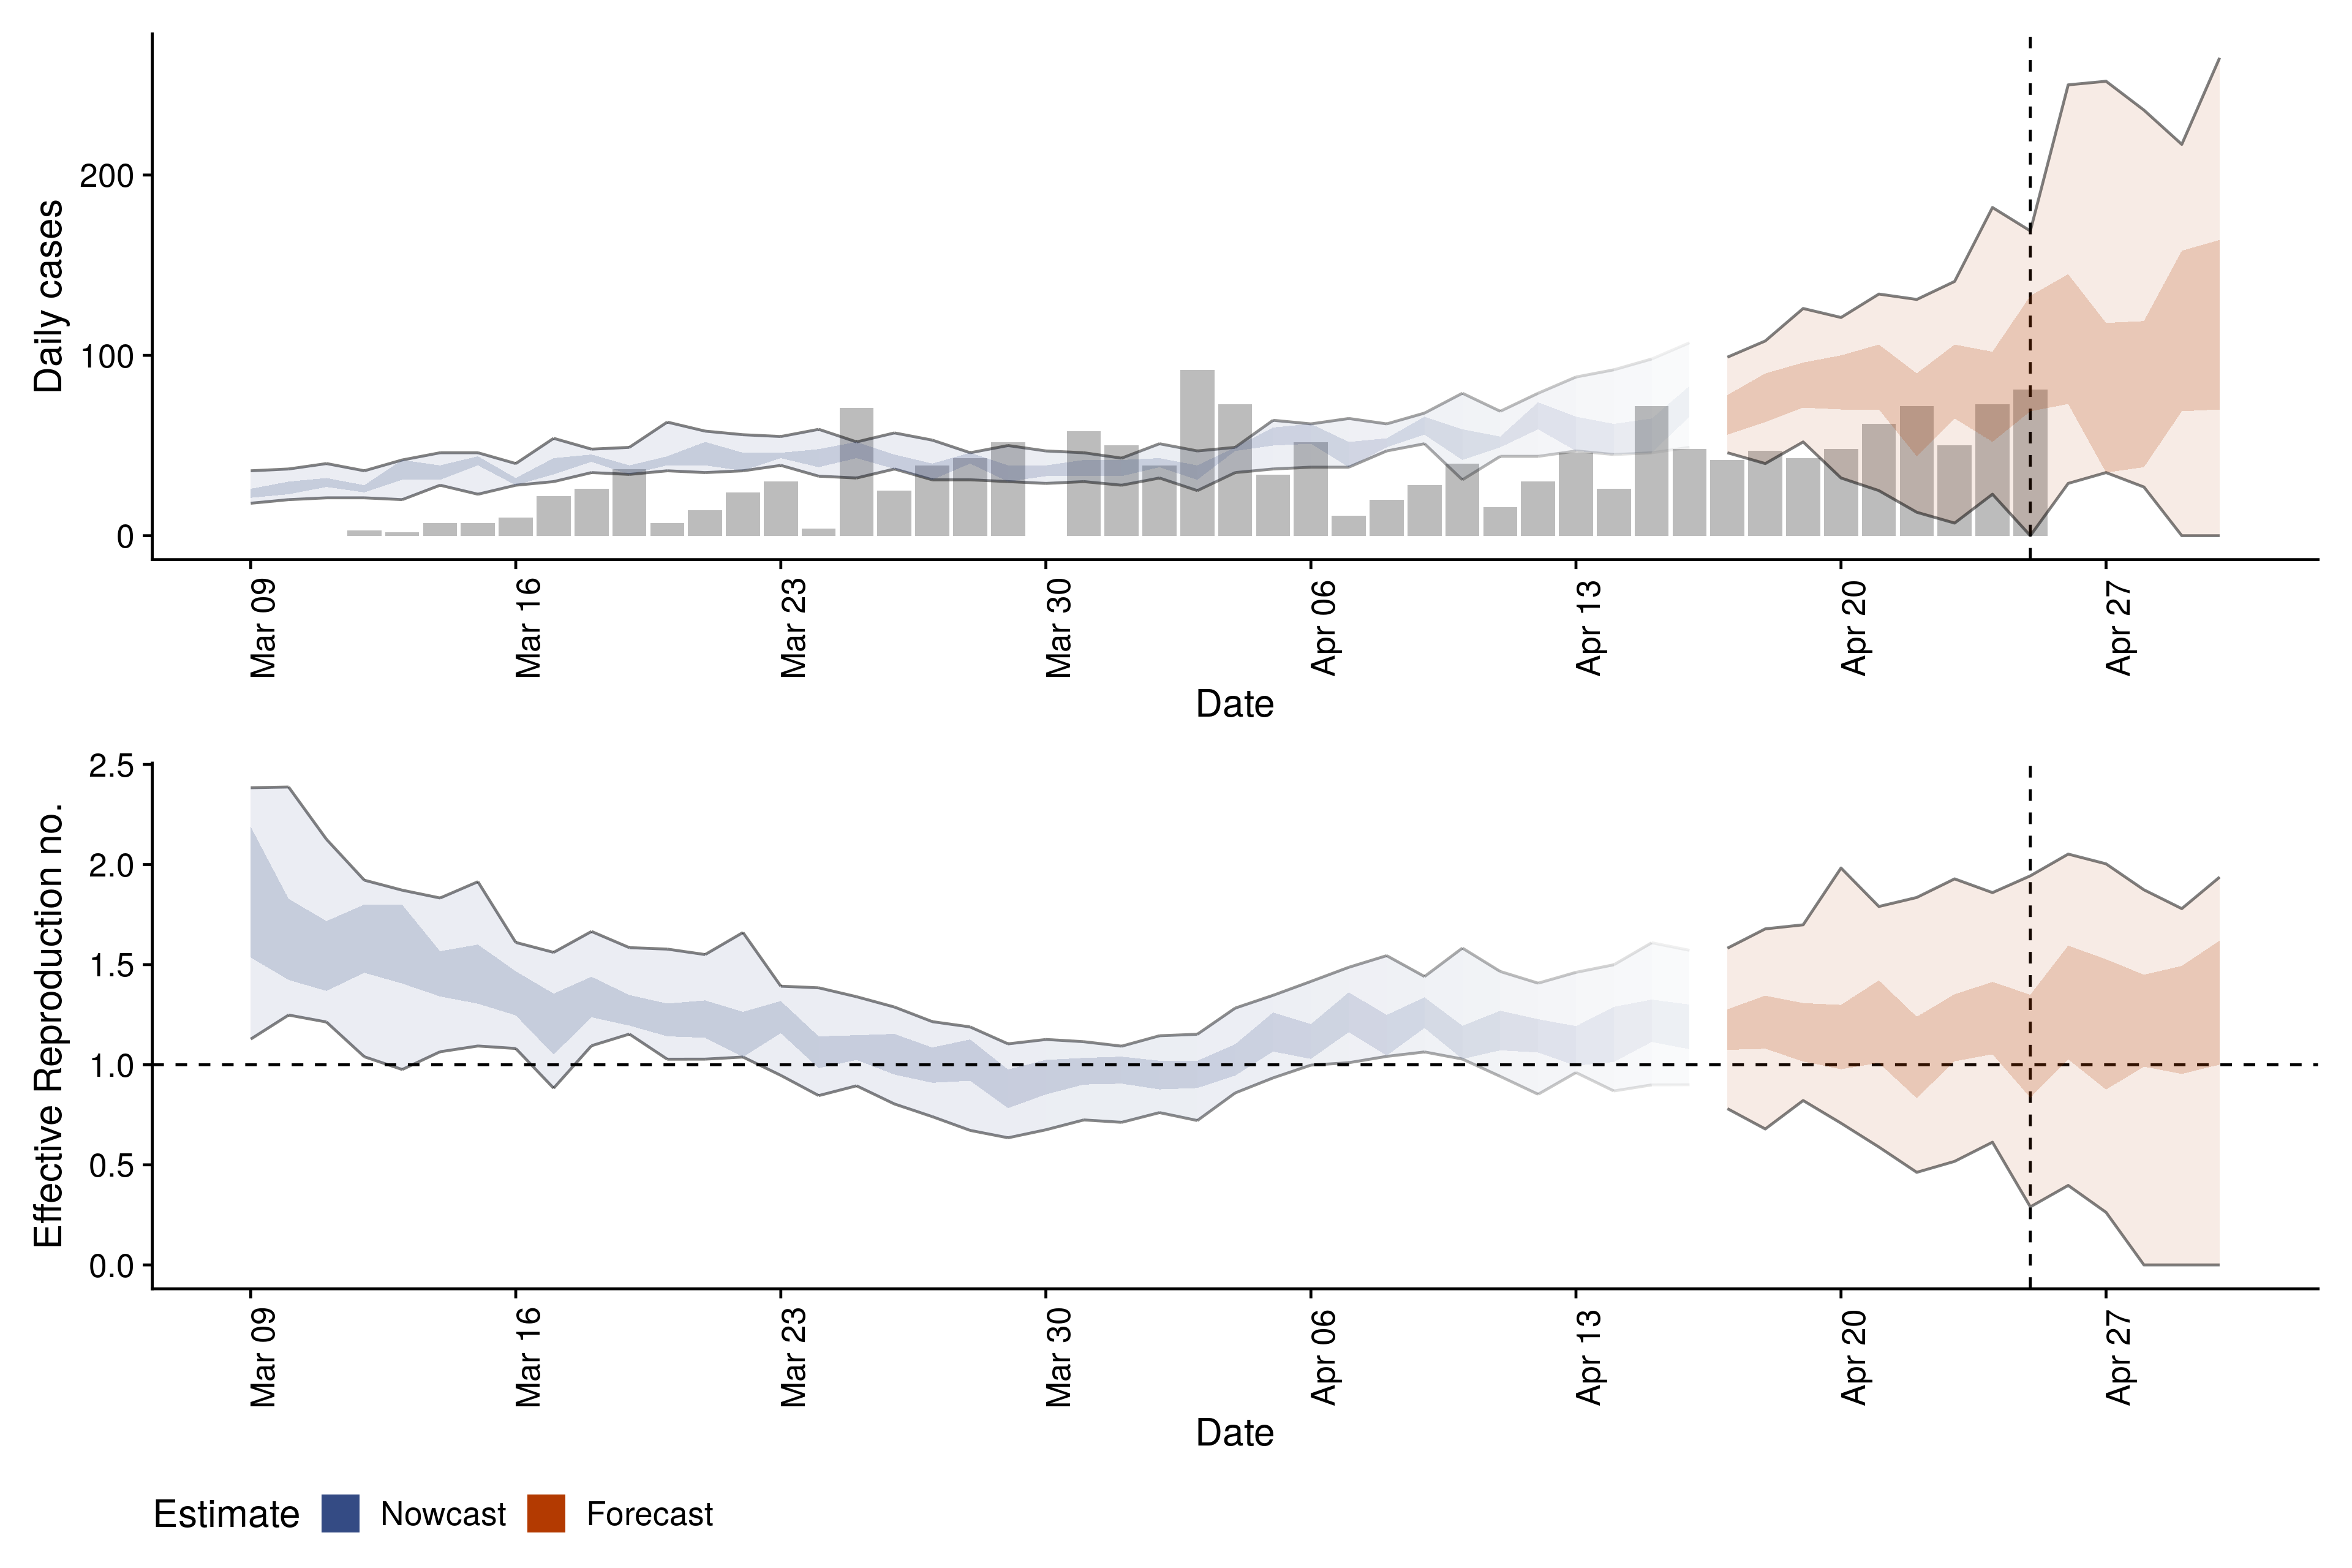 Daily cases
200
100
0
Mar 09
Mar 16
Mar 23
Mar 30
Apr 06
Apr 13
Apr 20
Apr 27
Date
Effective Reproduction no.
2.5
2.0
1.5
1.0
0.5
0.0
Mar 09
Mar 16
Mar 23
Mar 30
Apr 06
Apr 13
Apr 20
Apr 27
Date
Estimate Nowcast Forecast